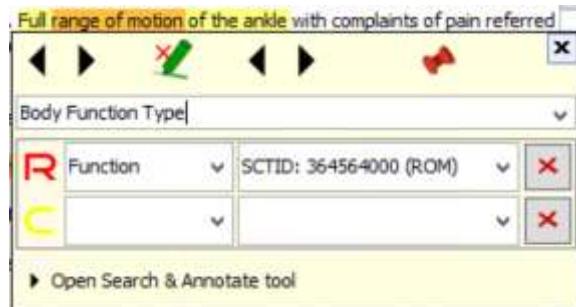 Full range of motion of the ankle with complaints of pain referred
x
Body Function Type
R Function SCTID: 364564000 (ROM)
C
Open Search & Annotate tool